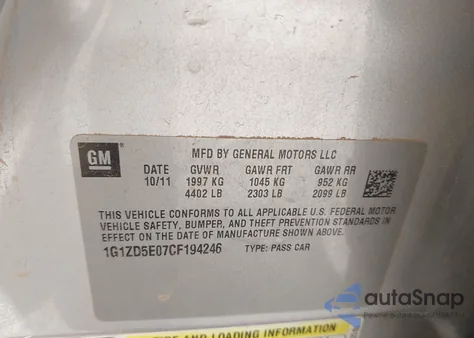 MFD BY GENERAL MOTORS LLC
GM
DATE GVWR GAWR FRT GAWR RR
10/11 1997 KG 1045 KG 952 KG
4402 LB 2303 LB 2099 LB
THIS VEHICLE CONFORMS TO ALL APPLICABLE U.S. FEDERAL MOTOR
VEHICLE SAFETY, BUMPER, AND THEFT PREVENTION STANDARDS IN
EFFECT ON THE DATE OF MANUFACTURE SHOWN ABOVE.
1G1ZD5E07CF194246 TYPE: PASS CAR
autoSnap
AND LOADING INFORMATION